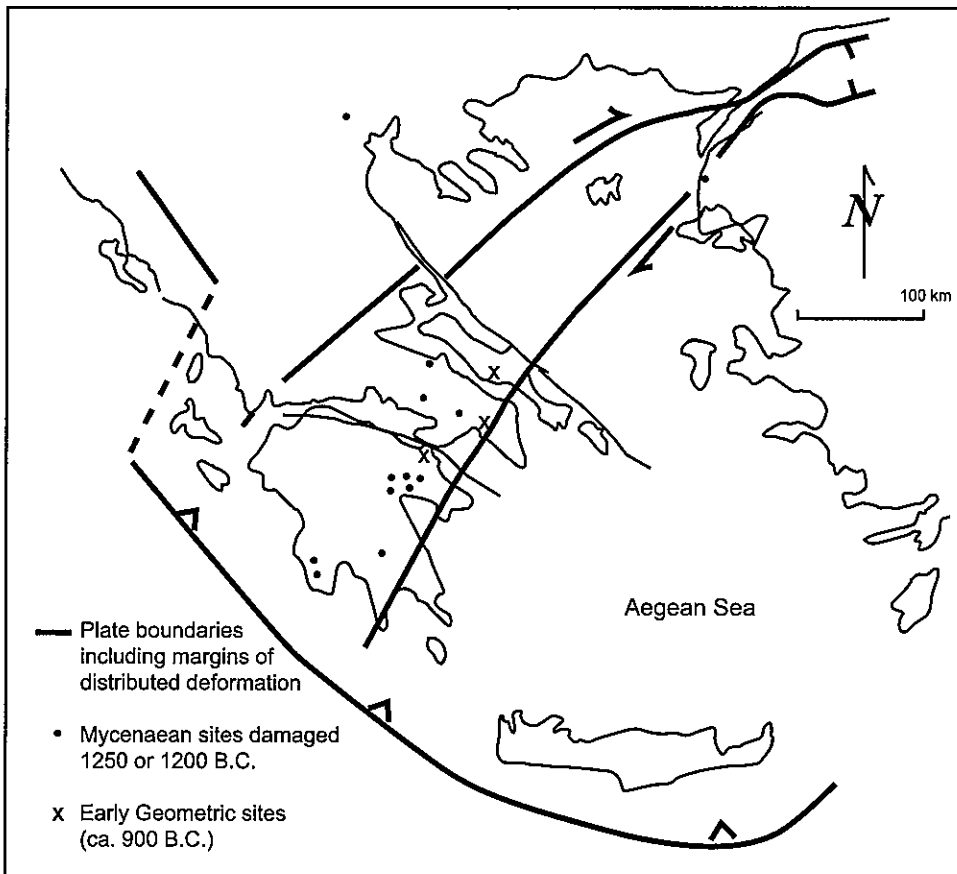 N
100 km
Aegean Sea
Plate boundaries
including margins of
distributed deformation
Mycenaean sites damaged
1250 or 1200 B.C.
x Early Geometric sites
(ca. 900 B.C.)
x
x
x